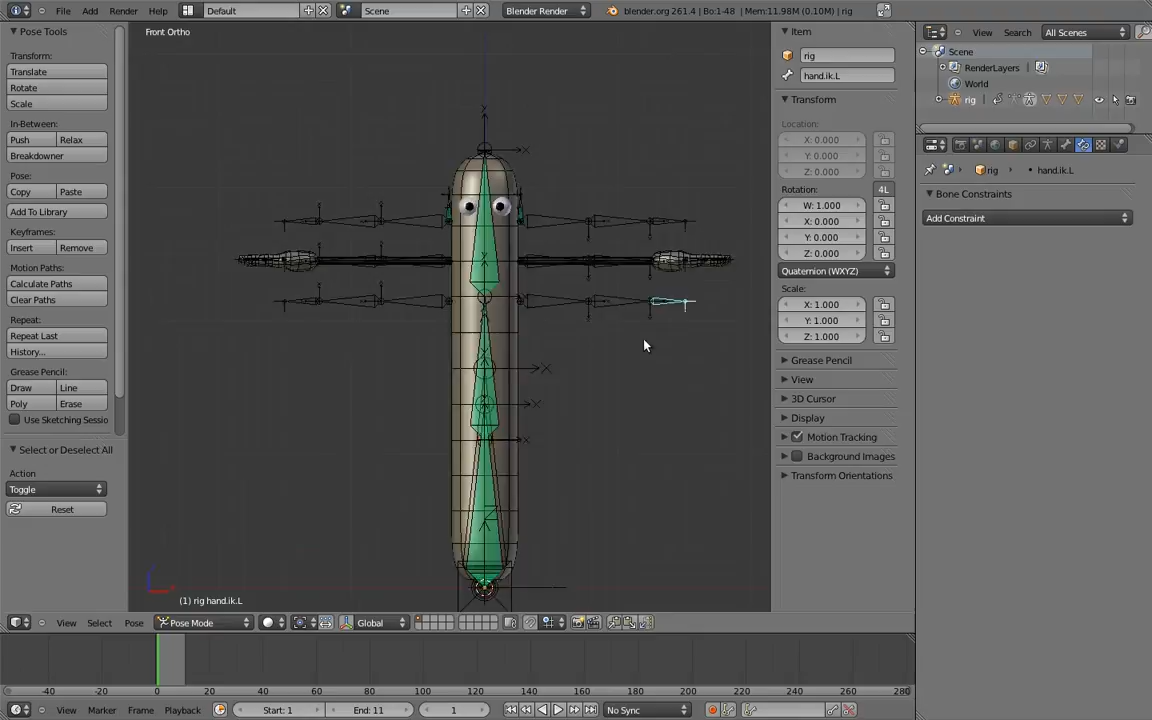 File Add Render Help Default Scene Blender Render blender.org 261.4 | Bo:1-48 | Mem:11.98M (0.10M) | rig
Pose Tools
Transform:
Translate
Rotate
Scale
In-Between:
Push Relax
Breakdowner
Pose:
Copy Paste
Add To Library
Keyframes:
Insert Remove
Motion Paths:
Calculate Paths
Clear Paths
Repeat:
Repeat Last
History...
Grease Pencil:
Draw Line
Poly Erase
Use Sketching Sessio
Select or Deselect All
Action
Toggle
Reset
Front Ortho
(1) rig hand.ik.L
View Select Pose Pose Mode Global
Item
rig
hand.ik.L
Transform
Location:
X: 0.000
Y: 0.000
Z: 0.000
Rotation: 4L
W: 1.000
X: 0.000
Y: 0.000
Z: 0.000
Quaternion (WXYZ)
Scale:
X: 1.000
Y: 1.000
Z: 1.000
Grease Pencil
View
3D Cursor
Display
Motion Tracking
Background Images
Transform Orientations
View Search All Scenes
Scene
RenderLayers |
World
rig
rig hand.ik.L
Bone Constraints
Add Constraint
-40 -20 0 20 40 60 80 100 120 140 160 180 200 220 240 260 280
View Marker Frame Playback Start: 1 End: 11 1 No Sync